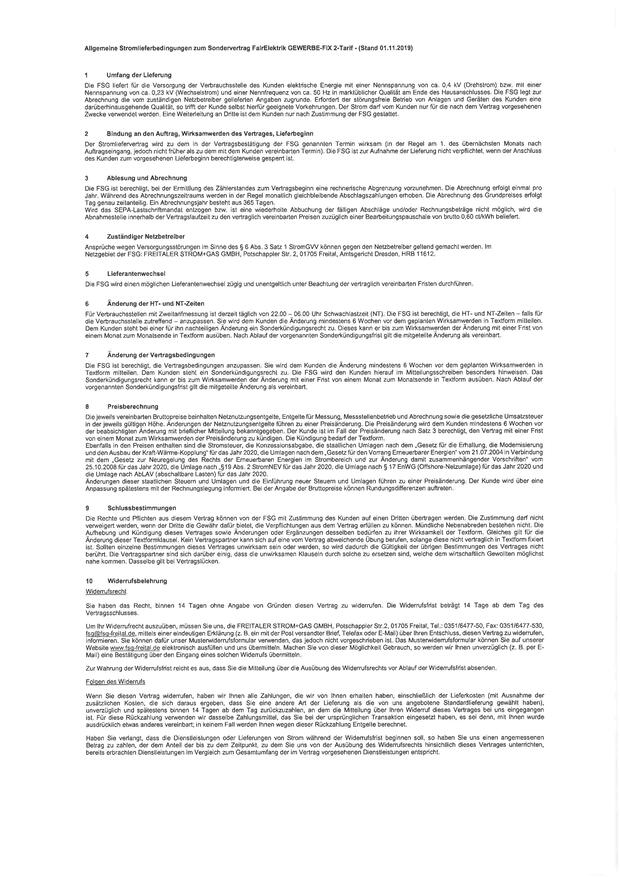 Allgemeine Stromlieferbedingungen zum Sondervertrag FairElektrik GEWERBE-FIX 2-Tarif - (Stand 01.11.2019)
1 Umfang der Lieferung
Die FSG liefert für die Versorgung der Verbrauchsstelle des Kunden elektrische Energie mit einer Nennspannung von ca. 0,4 kV (Drehstrom) bzw. mit einer
Nennspannung von ca. 0,23 kV (Wechselstrom) und einer Nennfrequenz von ca. 50 Hz in marktüblicher Qualität am Ende des Hausanschlusses. Die FSG legt zur
Abrechnung die vom zuständigen Netzbetreiber gelieferten Angaben zugrunde. Erfordert der störungsfreie Betrieb von Anlagen und Geräten des Kunden eine
darüberhinausgehende Qualität, so trifft der Kunde selbst hierfür geeignete Vorkehrungen. Der Strom darf vom Kunden nur für die nach dem Vertrag vorgesehenen
Zwecke verwendet werden. Eine Weiterleitung an Dritte ist dem Kunden nur nach Zustimmung der FSG gestattet.
2 Bindung an den Auftrag, Wirksamwerden des Vertrages, Lieferbeginn
Der Stromliefervertrag wird zu dem in der Vertragsbestätigung der FSG genannten Termin wirksam (in der Regel am 1. des übernächsten Monats nach
Auftragseingang, jedoch nicht früher als zu dem mit dem Kunden vereinbarten Termin). Die FSG ist zur Aufnahme der Lieferung nicht verpflichtet, wenn der Anschluss
des Kunden zum vorgesehenen Lieferbeginn berechtigterweise gesperrt ist.
3 Ablesung und Abrechnung
Die FSG ist berechtigt, bei der Ermittlung des Zählerstandes zum Vertragsbeginn eine rechnerische Abgrenzung vorzunehmen. Die Abrechnung erfolgt einmal pro
Jahr. Während des Abrechnungszeitraums werden in der Regel monatlich gleichbleibende Abschlagszahlungen erhoben. Die Abrechnung des Grundpreises erfolgt
Tag genau zeitanteilig. Ein Abrechnungsjahr besteht aus 365 Tagen.
Wird das SEPA-Lastschriftmandat entzogen bzw. ist eine wiederholte Abbuchung der fälligen Abschläge und/oder Rechnungsbeträge nicht möglich, wird die
Abnahmestelle innerhalb der Vertragslaufzeit zu den vertraglich vereinbarten Preisen zuzüglich einer Bearbeitungspauschale von brutto 0,60 ct/kWh beliefert.
4 Zuständiger Netzbetreiber
Ansprüche wegen Versorgungsstörungen im Sinne des § 6 Abs. 3 Satz 1 StromGVV können gegen den Netzbetreiber geltend gemacht werden. Im
Netzgebiet der FSG: FREITALER STROM+GAS GMBH, Potschappler Str. 2, 01705 Freital, Amtsgericht Dresden, HRB 11612.
5 Lieferantenwechsel
Die FSG wird einen möglichen Lieferantenwechsel zügig und unentgeltlich unter Beachtung der vertraglich vereinbarten Fristen durchführen.
6 Änderung der HT- und NT-Zeiten
Für Verbrauchsstellen mit Zweitarifmessung ist derzeit täglich von 22.00 – 06.00 Uhr Schwachlastzeit (NT). Die FSG ist berechtigt, die HT- und NT-Zeiten – falls für
die Verbrauchsstelle zutreffend – anzupassen. Sie wird dem Kunden die Änderung mindestens 6 Wochen vor dem geplanten Wirksamwerden in Textform mitteilen.
Dem Kunden steht bei einer für ihn nachteiligen Änderung ein Sonderkündigungsrecht zu. Dieses kann er bis zum Wirksamwerden der Änderung mit einer Frist von
einem Monat zum Monatsende in Textform ausüben. Nach Ablauf der vorgenannten Sonderkündigungsfrist gilt die mitgeteilte Änderung als vereinbart.
7 Änderung der Vertragsbedingungen
Die FSG ist berechtigt, die Vertragsbedingungen anzupassen. Sie wird dem Kunden die Änderung mindestens 6 Wochen vor dem geplanten Wirksamwerden in
Textform mitteilen. Dem Kunden steht ein Sonderkündigungsrecht zu. Die FSG wird den Kunden hierauf im Mitteilungsschreiben besonders hinweisen. Das
Sonderkündigungsrecht kann er bis zum Wirksamwerden der Änderung mit einer Frist von einem Monat zum Monatsende in Textform ausüben. Nach Ablauf der
vorgenannten Sonderkündigungsfrist gilt die mitgeteilte Änderung als vereinbart.
8 Preisberechnung
Die jeweils vereinbarten Bruttopreise beinhalten Netznutzungsentgelte, Entgelte für Messung, Messstellenbetrieb und Abrechnung sowie die gesetzliche Umsatzsteuer
in der jeweils gültigen Höhe. Änderungen der Netznutzungsentgelte führen zu einer Preisänderung. Die Preisänderung wird dem Kunden mindestens 6 Wochen vor
der beabsichtigten Änderung mit brieflicher Mitteilung bekanntgegeben. Der Kunde ist im Fall der Preisänderung nach Satz 3 berechtigt, den Vertrag mit einer Frist
von einem Monat zum Wirksamwerden der Preisänderung zu kündigen. Die Kündigung bedarf der Textform.
Ebenfalls in den Preisen enthalten sind die Stromsteuer, die Konzessionsabgabe, die staatlichen Umlagen nach dem „Gesetz für die Erhaltung, die Modernisierung
und den Ausbau der Kraft-Wärme-Kopplung" für das Jahr 2020, die Umlagen nach dem „Gesetz für den Vorrang Erneuerbarer Energien" vom 21.07.2004 in Verbindung
mit dem „Gesetz zur Neuregelung des Rechts der Erneuerbaren Energien im Strombereich und zur Änderung damit zusammenhängender Vorschriften" vom
25.10.2008 für das Jahr 2020, die Umlage nach „§19 Abs. 2 StromNEV für das Jahr 2020, die Umlage nach § 17 EnWG (Offshore-Netzumlage) für das Jahr 2020 und
die Umlage nach AbLAV (abschaltbare Lasten) für das Jahr 2020.
Änderungen dieser staatlichen Steuern und Umlagen und die Einführung neuer Steuern und Umlagen führen zu einer Preisänderung. Der Kunde wird über eine
Anpassung spätestens mit der Rechnungslegung informiert. Bei der Angabe der Bruttopreise können Rundungsdifferenzen auftreten.
9 Schlussbestimmungen
Die Rechte und Pflichten aus diesem Vertrag können von der FSG mit Zustimmung des Kunden auf einen Dritten übertragen werden. Die Zustimmung darf nicht
verweigert werden, wenn der Dritte die Gewähr dafür bietet, die Verpflichtungen aus dem Vertrag erfüllen zu können. Mündliche Nebenabreden bestehen nicht. Die
Aufhebung und Kündigung dieses Vertrages sowie Änderungen oder Ergänzungen desselben bedürfen zu ihrer Wirksamkeit der Textform. Gleiches gilt für die
Änderung dieser Textformklausel. Kein Vertragspartner kann sich auf eine vom Vertrag abweichende Übung berufen, solange diese nicht vertraglich in Textform fixiert
ist. Sollten einzelne Bestimmungen dieses Vertrages unwirksam sein oder werden, so wird dadurch die Gültigkeit der übrigen Bestimmungen des Vertrages nicht
berührt. Die Vertragspartner sind sich darüber einig, dass die unwirksamen Klauseln durch solche zu ersetzen sind, welche dem wirtschaftlich Gewollten möglichst
nahe kommen. Dasselbe gilt bei Vertragslücken.
10 Widerrufsbelehrung
Widerrufsrecht
Sie haben das Recht, binnen 14 Tagen ohne Angabe von Gründen diesen Vertrag zu widerrufen. Die Widerrufsfrist beträgt 14 Tage ab dem Tag des
Vertragsschlusses.
Um Ihr Widerrufrecht auszuüben, müssen Sie uns, die FREITALER STROM+GAS GMBH, Potschappler Str.2, 01705 Freital, Tel.: 0351/6477-50, Fax: 0351/6477-530,
fsg@fsg-freital.de, mittels einer eindeutigen Erklärung (z. B. ein mit der Post versandter Brief, Telefax oder E-Mail) über Ihren Entschluss, diesen Vertrag zu widerrufen,
informieren. Sie können dafür unser Musterwiderrufsformular verwenden, das jedoch nicht vorgeschrieben ist. Das Musterwiderrufsformular können Sie auf unserer
Website www.fsg-freital.de elektronisch ausfüllen und uns übermitteln. Machen Sie von dieser Möglichkeit Gebrauch, so werden wir Ihnen unverzüglich (z. B. per E-
Mail) eine Bestätigung über den Eingang eines solchen Widerrufs übermitteln.
Zur Wahrung der Widerrufsfrist reicht es aus, dass Sie die Mitteilung über die Ausübung des Widerrufsrechts vor Ablauf der Widerrufsfrist absenden.
Folgen des Widerrufs
Wenn Sie diesen Vertrag widerrufen, haben wir Ihnen alle Zahlungen, die wir von Ihnen erhalten haben, einschließlich der Lieferkosten (mit Ausnahme der
zusätzlichen Kosten, die sich daraus ergeben, dass Sie eine andere Art der Lieferung als die von uns angebotene Standardlieferung gewählt haben),
unverzüglich und spätestens binnen 14 Tagen ab dem Tag zurückzuzahlen, an dem die Mitteilung über Ihren Widerruf dieses Vertrages bei uns eingegangen
ist. Für diese Rückzahlung verwenden wir dasselbe Zahlungsmittel, das Sie bei der ursprünglichen Transaktion eingesetzt haben, es sei denn, mit Ihnen wurde
ausdrücklich etwas anderes vereinbart; in keinem Fall werden Ihnen wegen dieser Rückzahlung Entgelte berechnet.
Haben Sie verlangt, dass die Dienstleistungen oder Lieferungen von Strom während der Widerrufsfrist beginnen soll, so haben Sie uns einen angemessenen
Betrag zu zahlen, der dem Anteil der bis zu dem Zeitpunkt, zu dem Sie uns von der Ausübung des Widerrufsrechts hinsichtlich dieses Vertrages unterrichten,
bereits erbrachten Dienstleistungen im Vergleich zum Gesamtumfang der im Vertrag vorgesehenen Dienstleistungen entspricht.